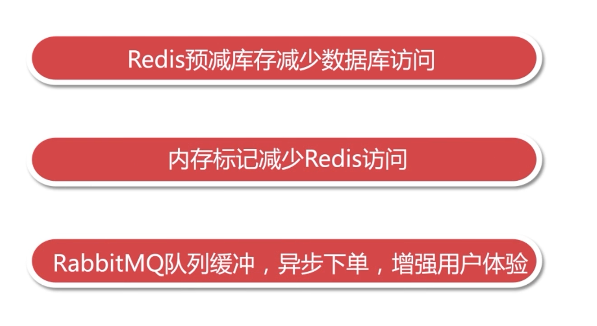 Redis预减库存减少数据库访问
内存标记减少Redis访问
RabbitMQ队列缓冲，异步下单，增强用户体验